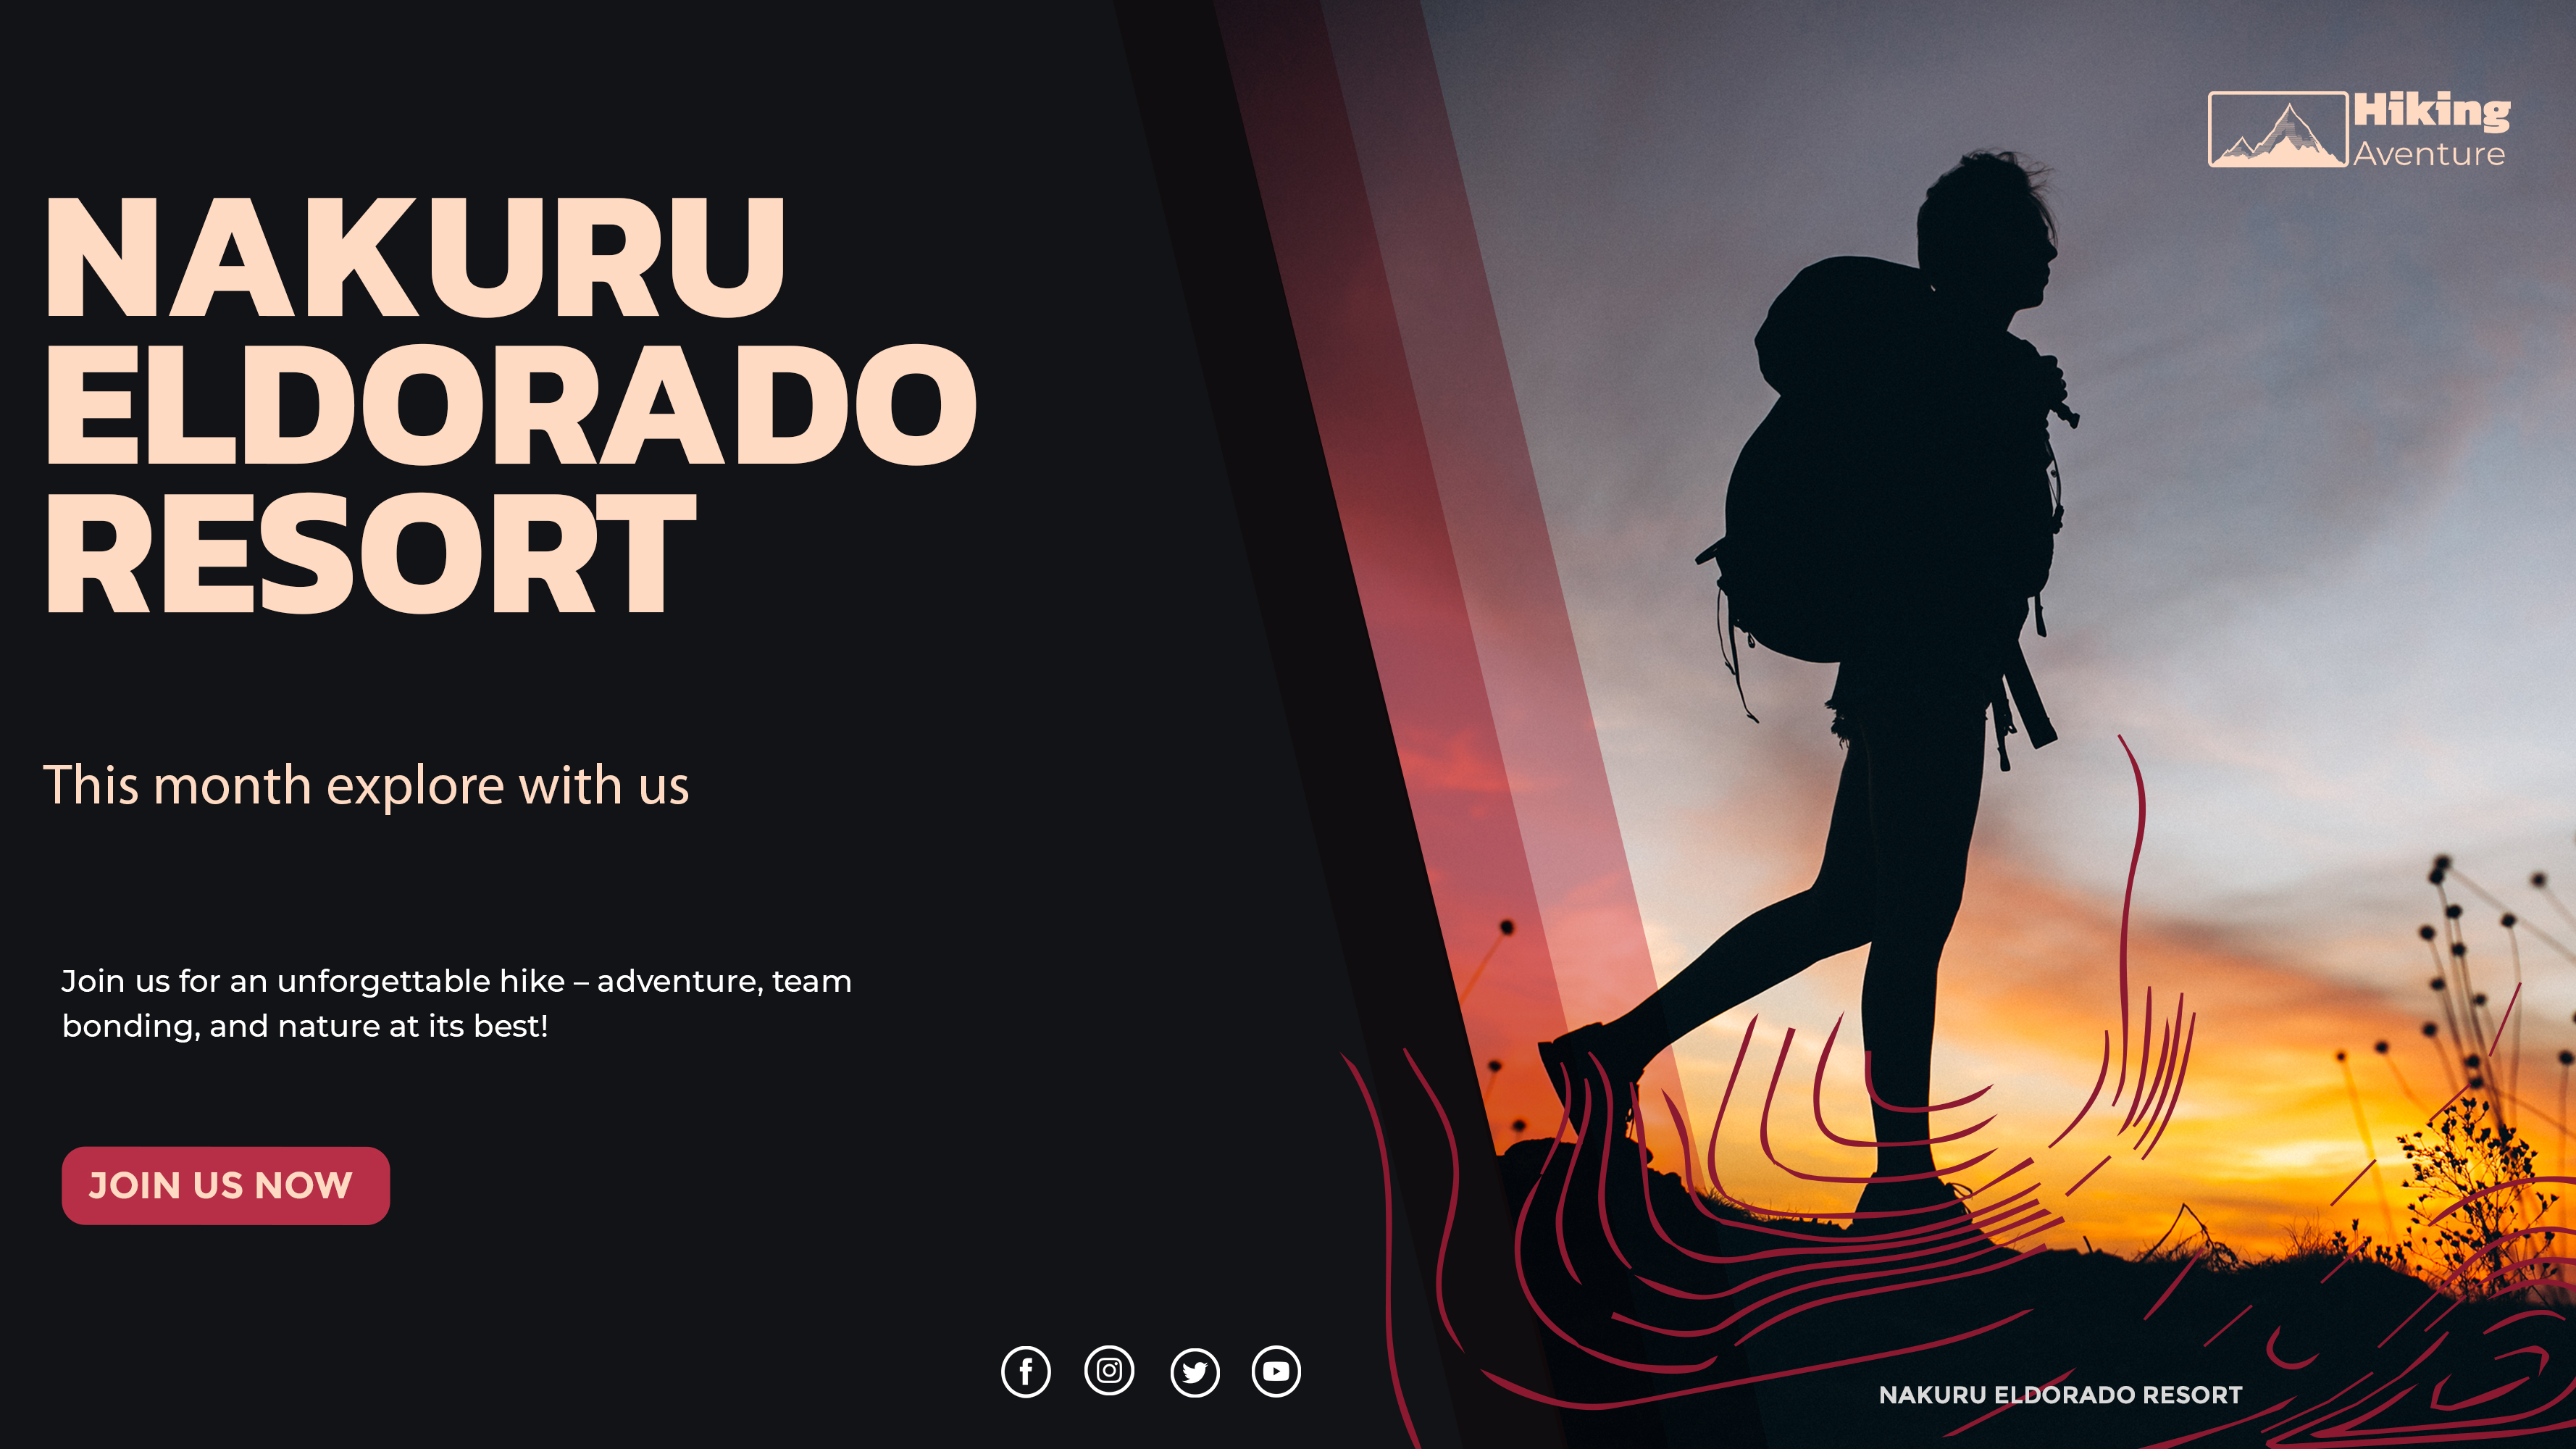 Hiking
Aventure
NAKURU
ELDORADO
RESORT
This month explore with us
Join us for an unforgettable hike – adventure, team
bonding, and nature at its best!
JOIN US NOW
NAKURU ELDORADO RESORT